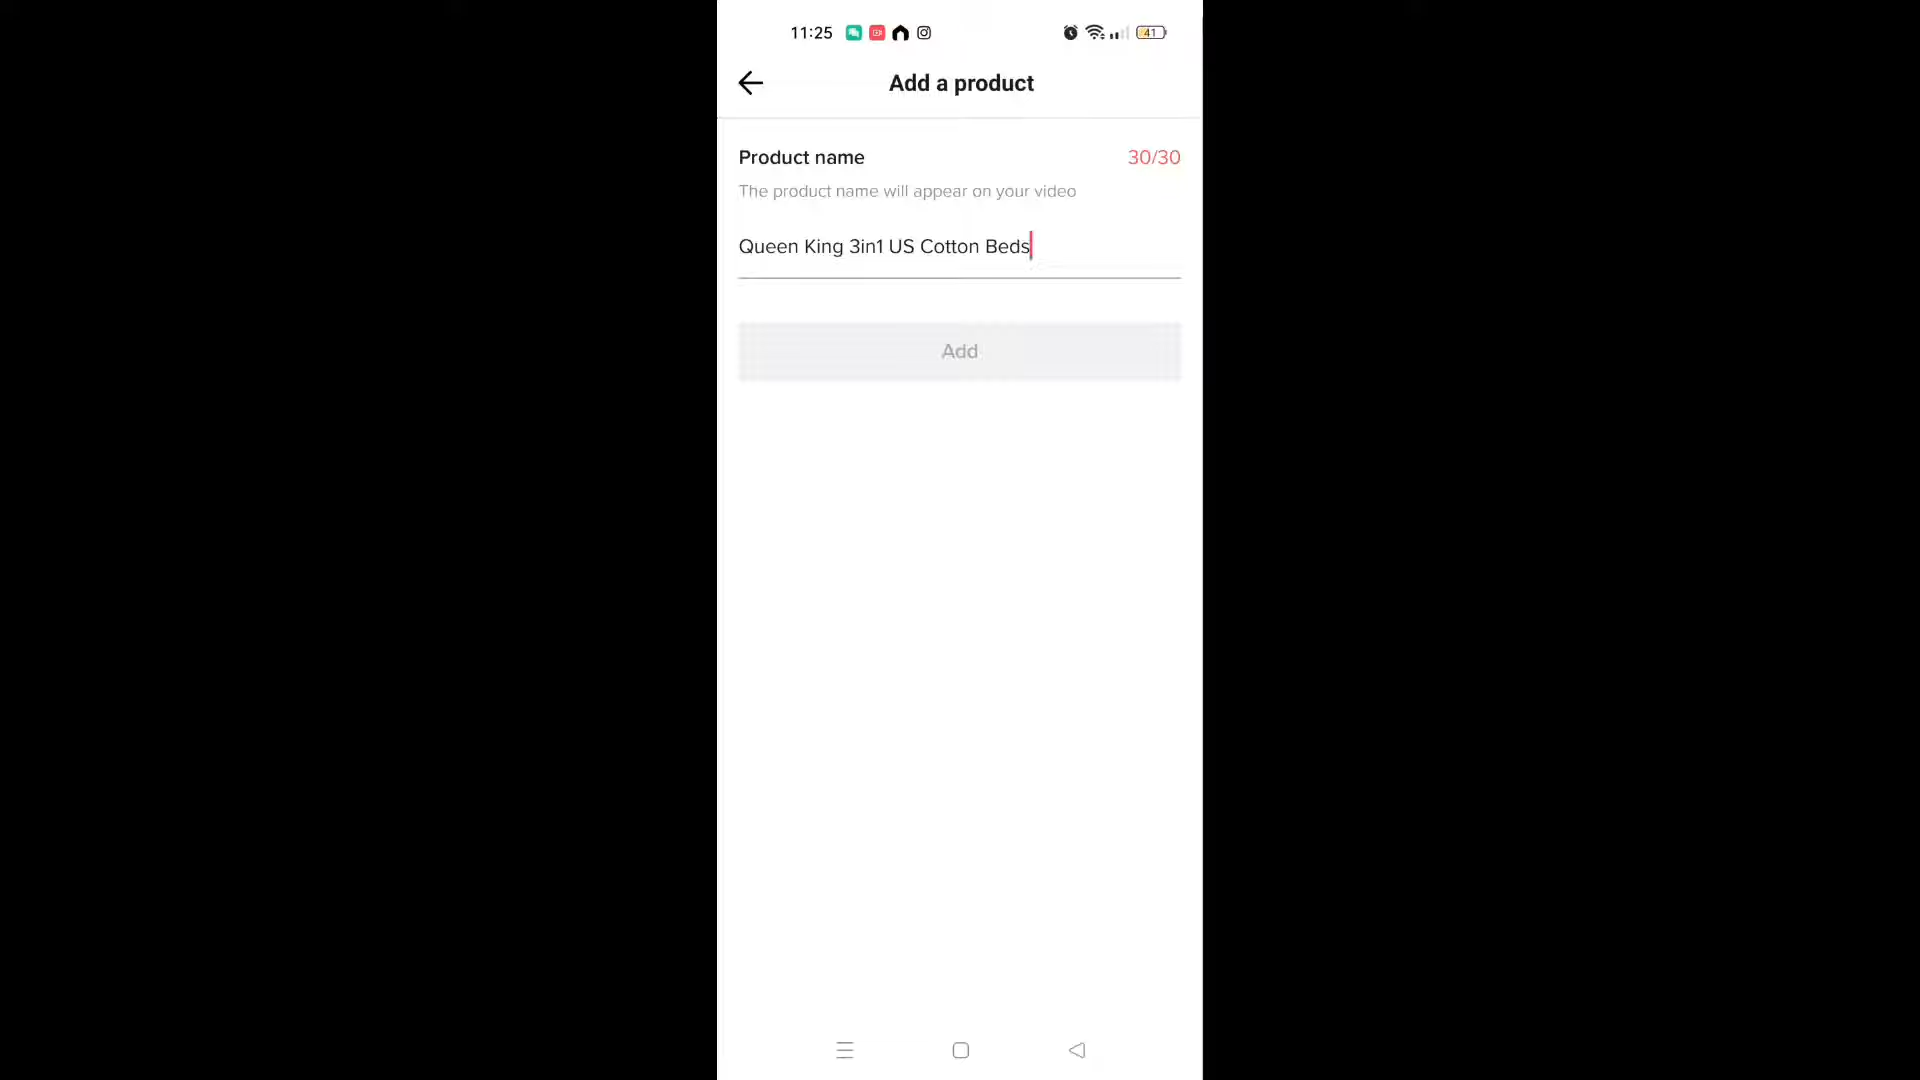 11:25
41
Add a product
Product name
30/30
The product name will appear on your video
Queen King 3in1 US Cotton Beds
Add